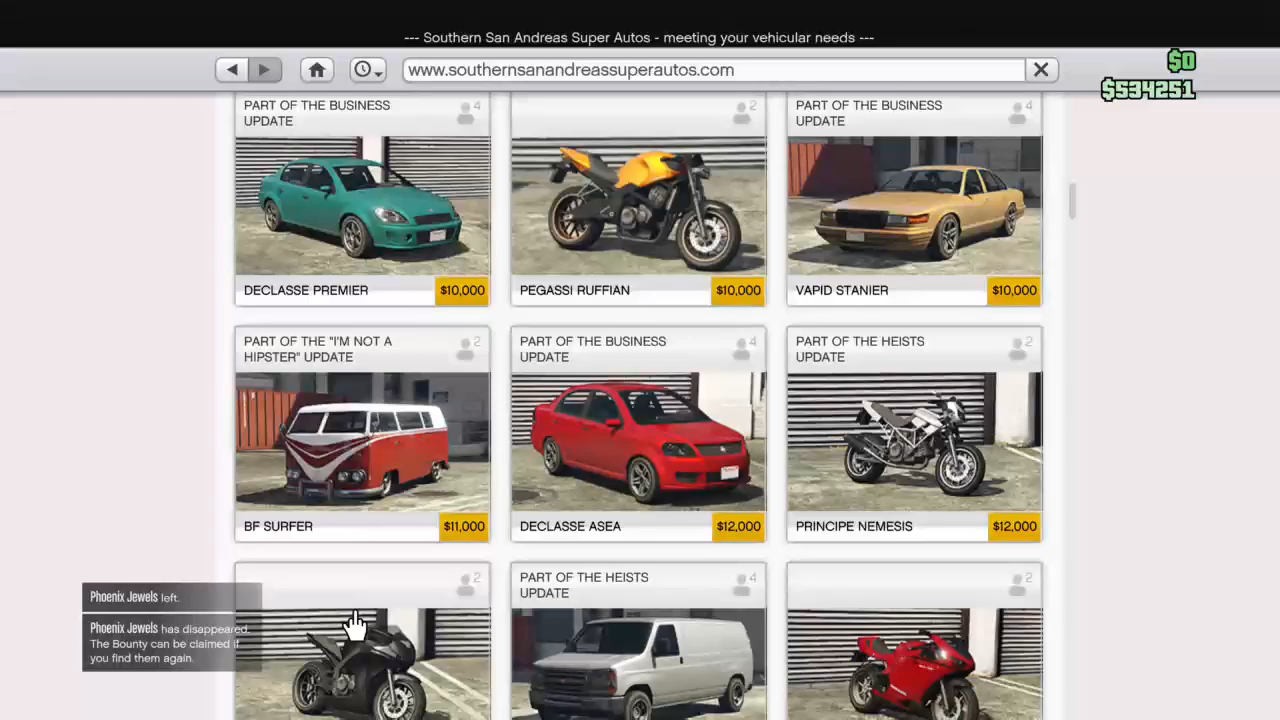 --- Southern San Andreas Super Autos - meeting your vehicular needs ---
www.southernsanandreassuperautos.com
$0
$534251
PART OF THE BUSINESS
UPDATE
4
2
PART OF THE BUSINESS
UPDATE
4
DECLASSE PREMIER
$10,000
PEGASSI RUFFIAN
$10,000
VAPID STANIER
$10,000
PART OF THE "I'M NOT A
HIPSTER" UPDATE
2
PART OF THE BUSINESS
UPDATE
4
PART OF THE HEISTS
UPDATE
2
BF SURFER
$11,000
DECLASSE ASEA
$12,000
PRINCIPE NEMESIS
$12,000
2
PART OF THE HEISTS
UPDATE
4
2
Phoenix Jewels left.
Phoenix Jewels has disappeared.
The Bounty can be claimed if
you find them again.